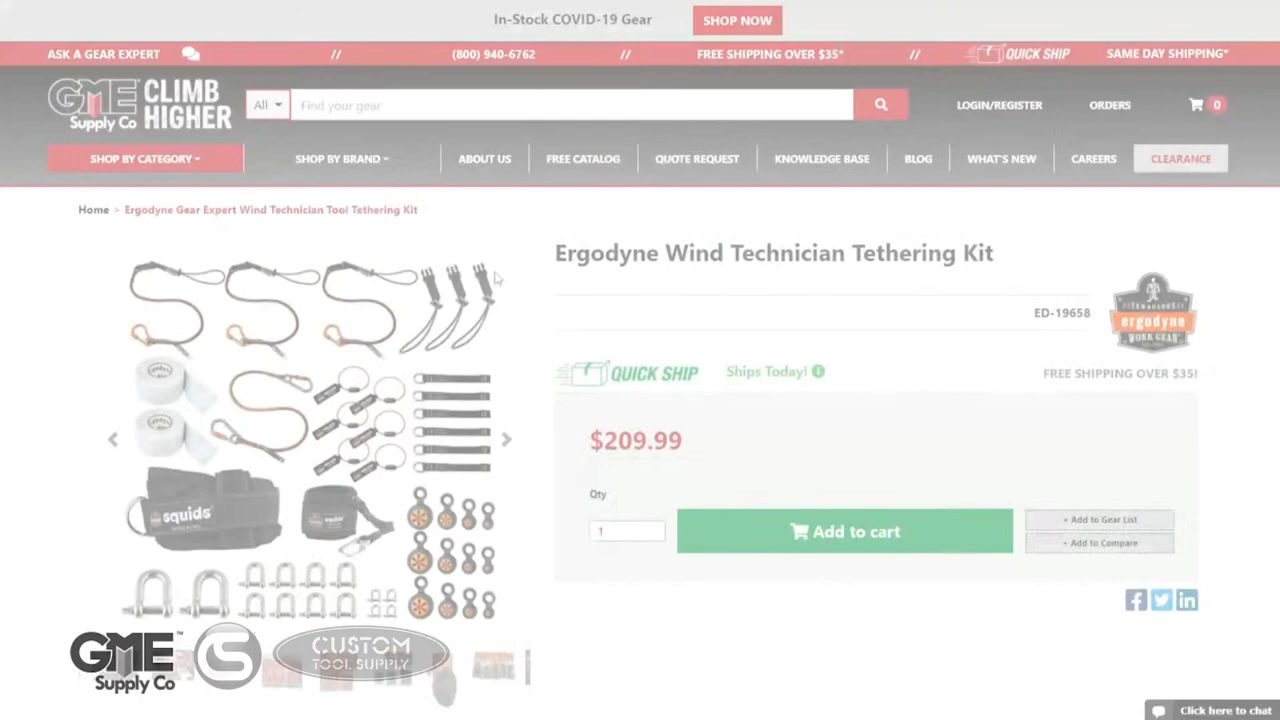 In-Stock COVID-19 Gear SHOP NOW
ASK A GEAR EXPERT // (800) 940-6762 // FREE SHIPPING OVER $35* // QUICK SHIP SAME DAY SHIPPING*
GME Supply Co CLIMB HIGHER
All Find your gear LOGIN/REGISTER ORDERS 0
SHOP BY CATEGORY SHOP BY BRAND ABOUT US FREE CATALOG QUOTE REQUEST KNOWLEDGE BASE BLOG WHAT'S NEW CAREERS CLEARANCE
Home > Ergodyne Gear Expert Wind Technician Tool Tethering Kit
Ergodyne Wind Technician Tethering Kit
ED-19658
ergodyne
WORK GEAR
QUICK SHIP Ships Today! FREE SHIPPING OVER $35!
$209.99
Qty
1 Add to cart
+ Add to Gear List
+ Add to Compare
squids
GME
Supply Co
™
S
CUSTOM
TOOL SUPPLY
Click here to chat